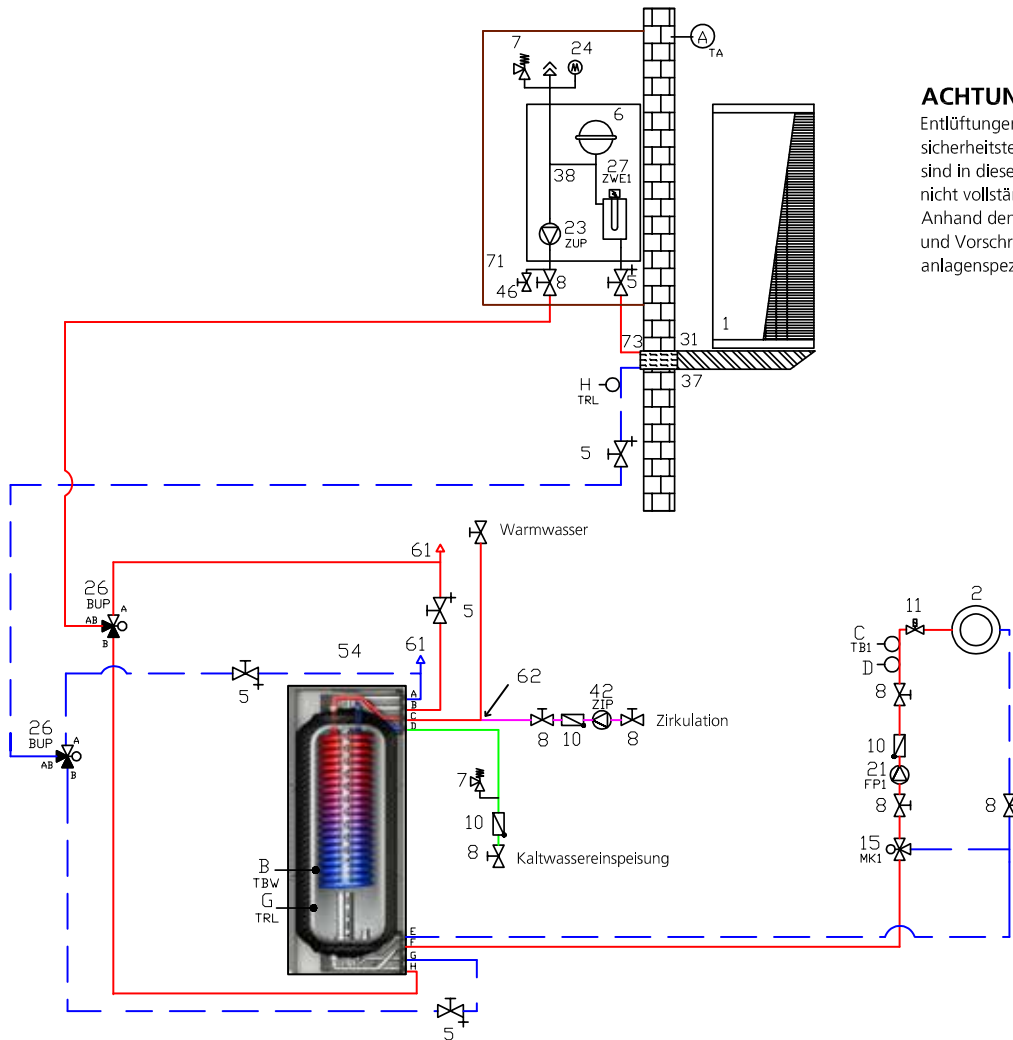 7
24
A
TA
6
27
ZWE1
38
23
ZUP
71
46
8
5
73
31
37
1
H
TRL
5
ACHTUN
Entlüftunge
sicherheitste
sind in diese
nicht vollstär
Anhand der
und Vorschr
anlagenspez
Warmwasser
61
26
BUP
A
AB
B
5
54
61
5
62
42
ZIP
Zirkulation
8
10
8
26
BUP
A
AB
B
A
B
C
D
7
10
8
Kaltwassereinspeisung
B
TBW
G
TRL
E
F
G
H
5
2
11
C
TB1
D
8
10
21
FP1
8
8
15
MK1